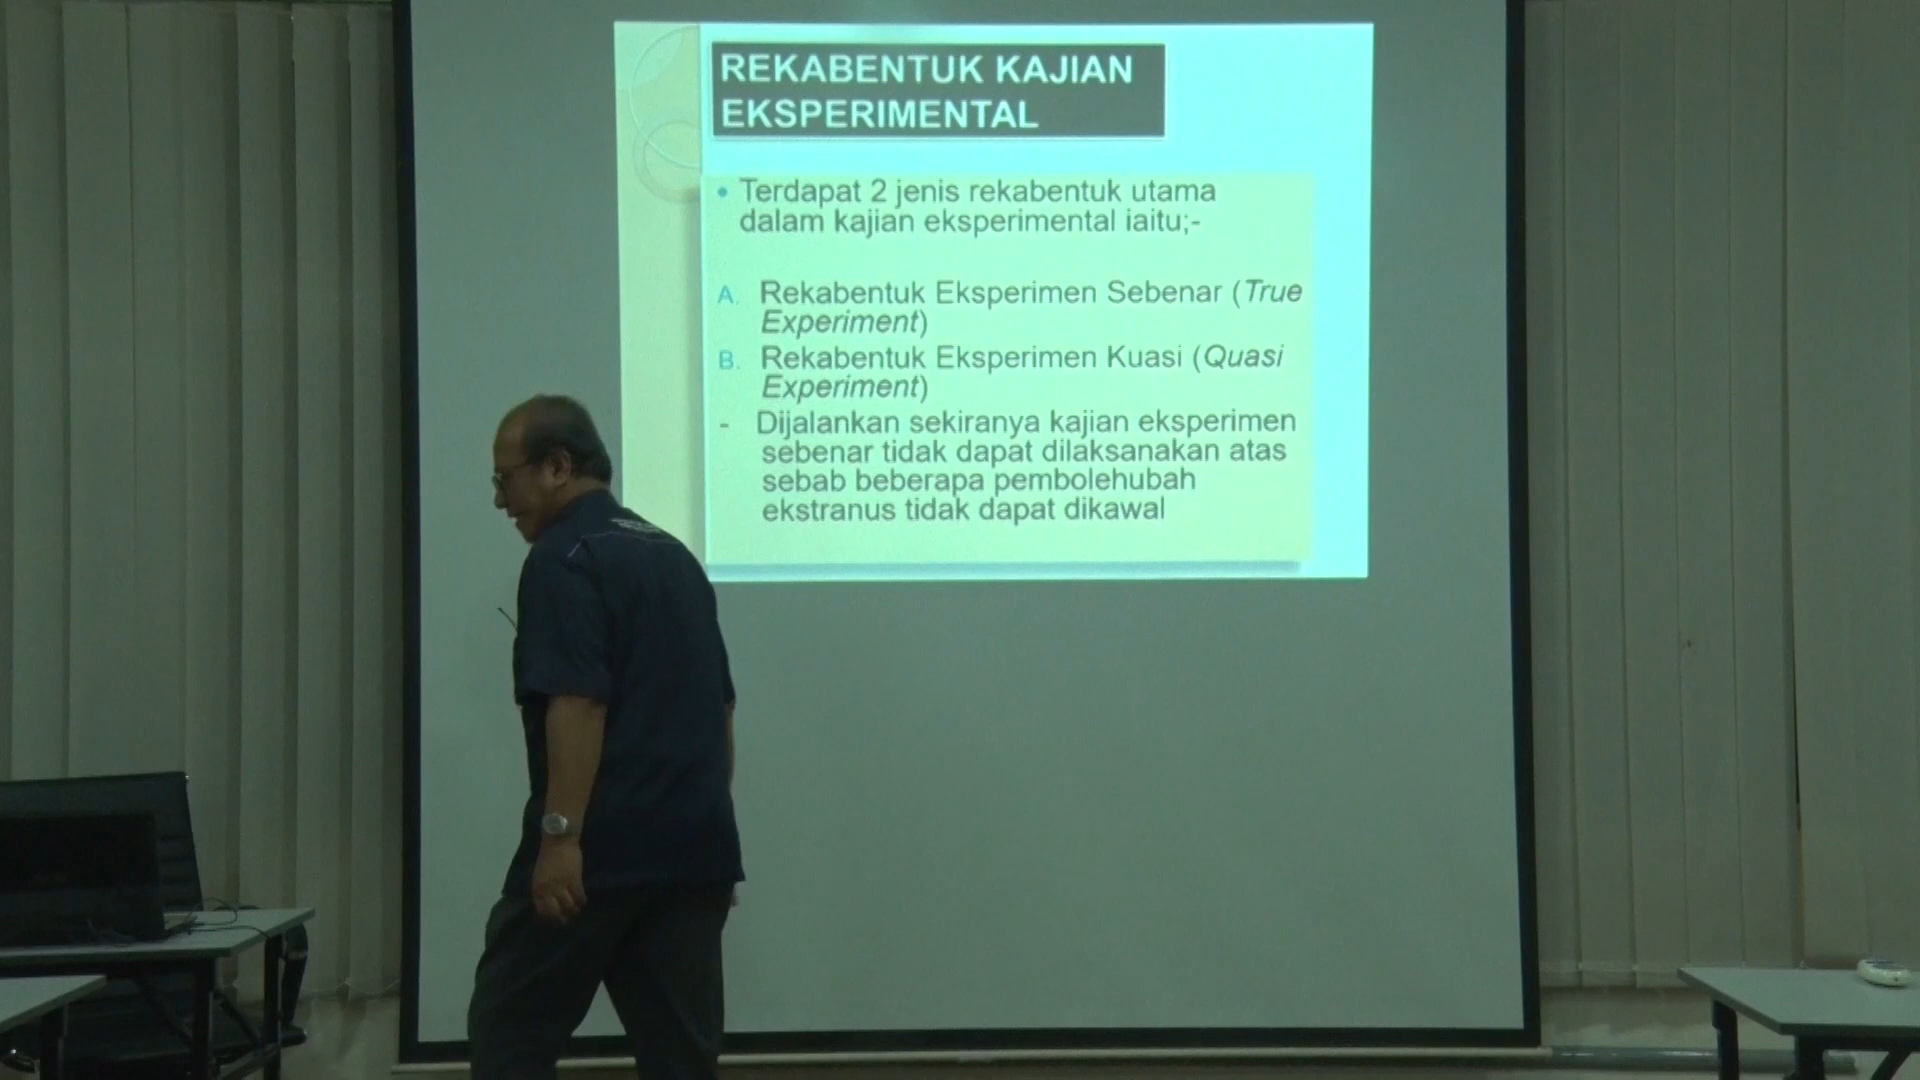 REKABENTUK KAJIAN
EKSPERIMENTAL
• Terdapat 2 jenis rekabentuk utama
dalam kajian eksperimental iaitu;-
A. Rekabentuk Eksperimen Sebenar (True
Experiment)
B. Rekabentuk Eksperimen Kuasi (Quasi
Experiment)
- Dijalankan sekiranya kajian eksperimen
sebenar tidak dapat dilaksanakan atas
sebab beberapa pembolehubah
ekstranus tidak dapat dikawal